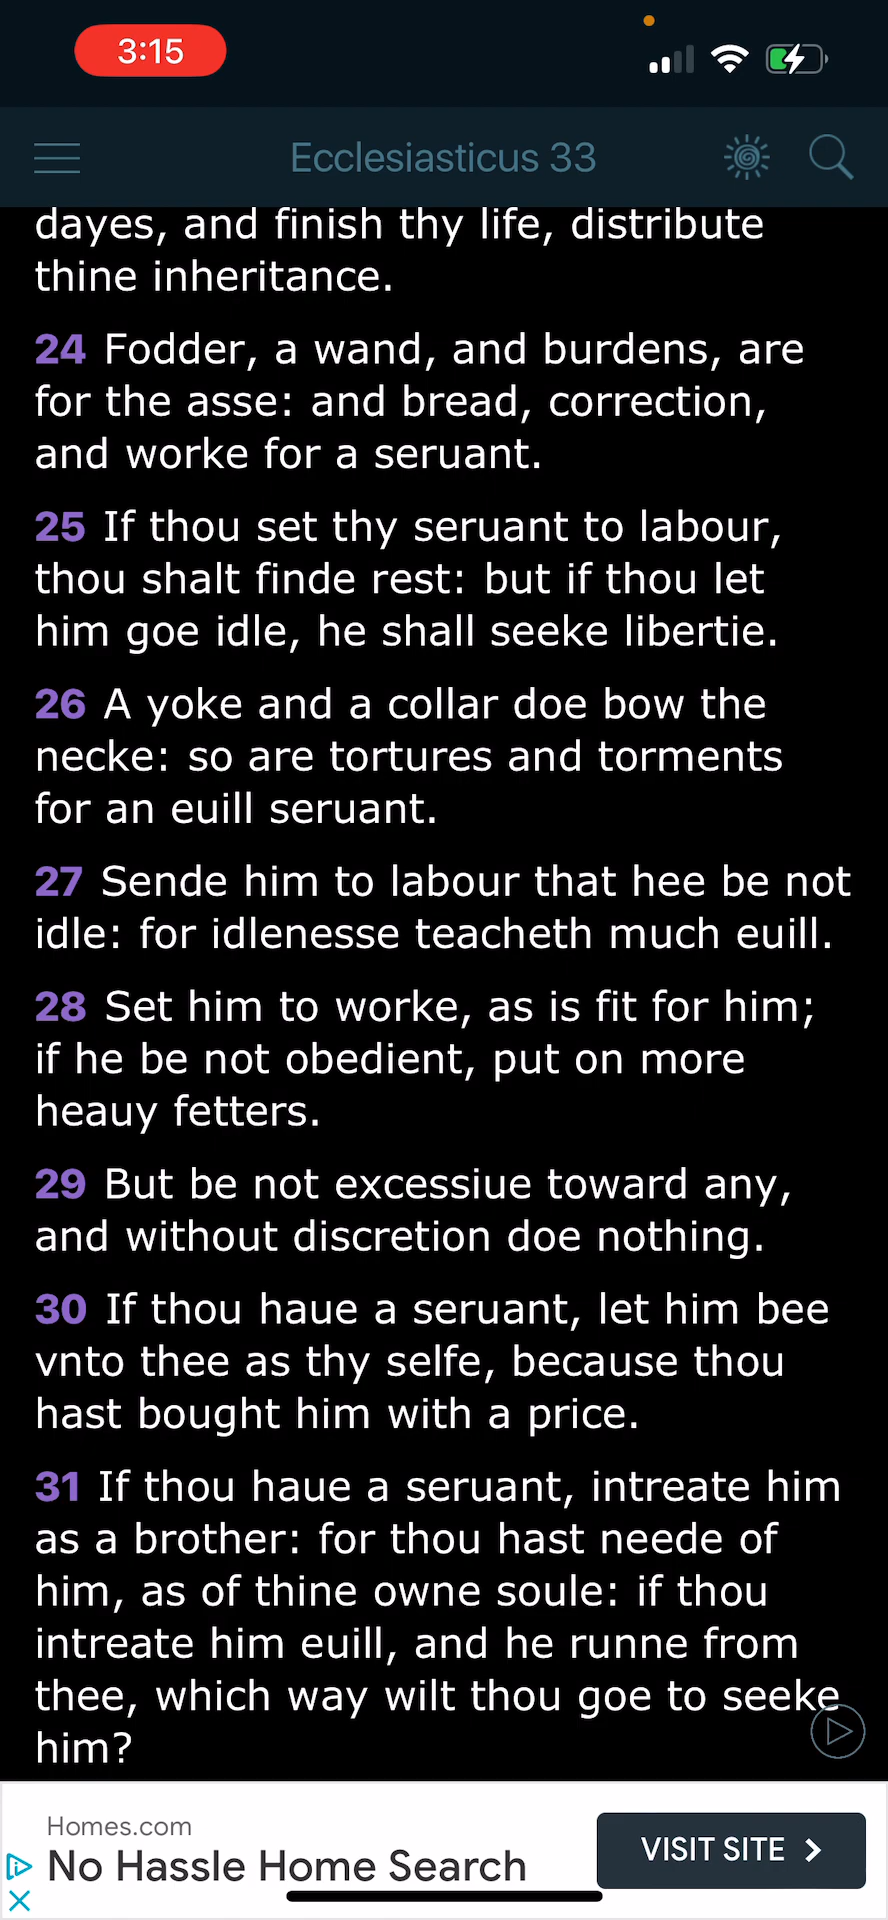 3:15
Ecclesiasticus 33
dayes, and finish thy life, distribute
thine inheritance.
24 Fodder, a wand, and burdens, are
for the asse: and bread, correction,
and worke for a seruant.
25 If thou set thy seruant to labour,
thou shalt finde rest: but if thou let
him goe idle, he shall seeke libertie.
26 A yoke and a collar doe bow the
necke: so are tortures and torments
for an euill seruant.
27 Sende him to labour that hee be not
idle: for idlenesse teacheth much euill.
28 Set him to worke, as is fit for him;
if he be not obedient, put on more
heauy fetters.
29 But be not excessiue toward any,
and without discretion doe nothing.
30 If thou haue a seruant, let him bee
vnto thee as thy selfe, because thou
hast bought him with a price.
31 If thou haue a seruant, intreate him
as a brother: for thou hast neede of
him, as of thine owne soule: if thou
intreate him euill, and he runne from
thee, which way wilt thou goe to seeke
him?
Homes.com
No Hassle Home Search
VISIT SITE